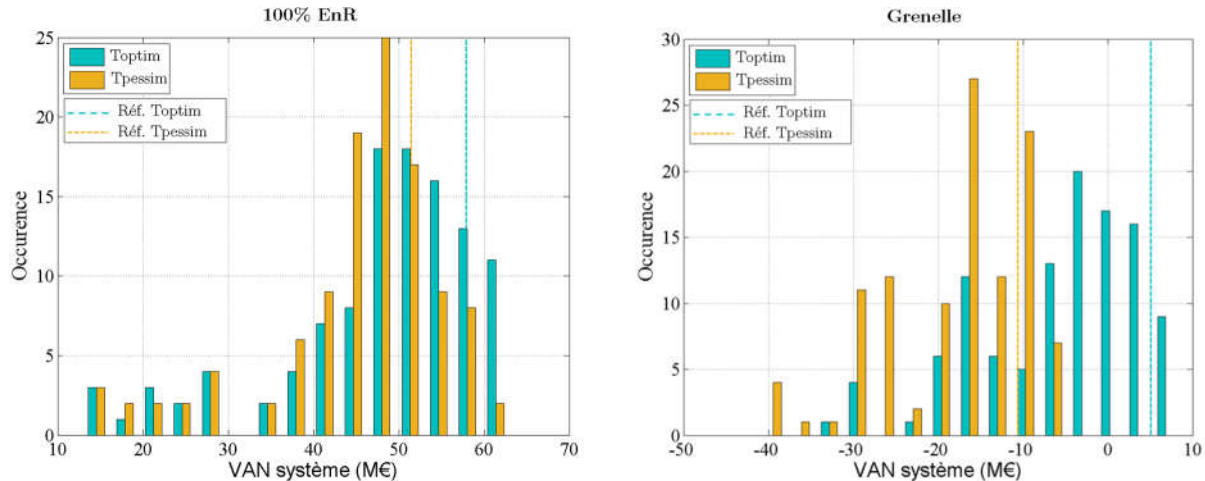 100% EnR
25
20
15
10
5
0
Occurence
Toptim
Tpessim
Réf. Toptim
Réf. Tpessim
10 20 30 40 50 60 70
VAN système (M€)
Grenelle
30
25
20
15
10
5
0
Occurence
Toptim
Tpessim
Réf. Toptim
Réf. Tpessim
-50 -40 -30 -20 -10 0 10
VAN système (M€)